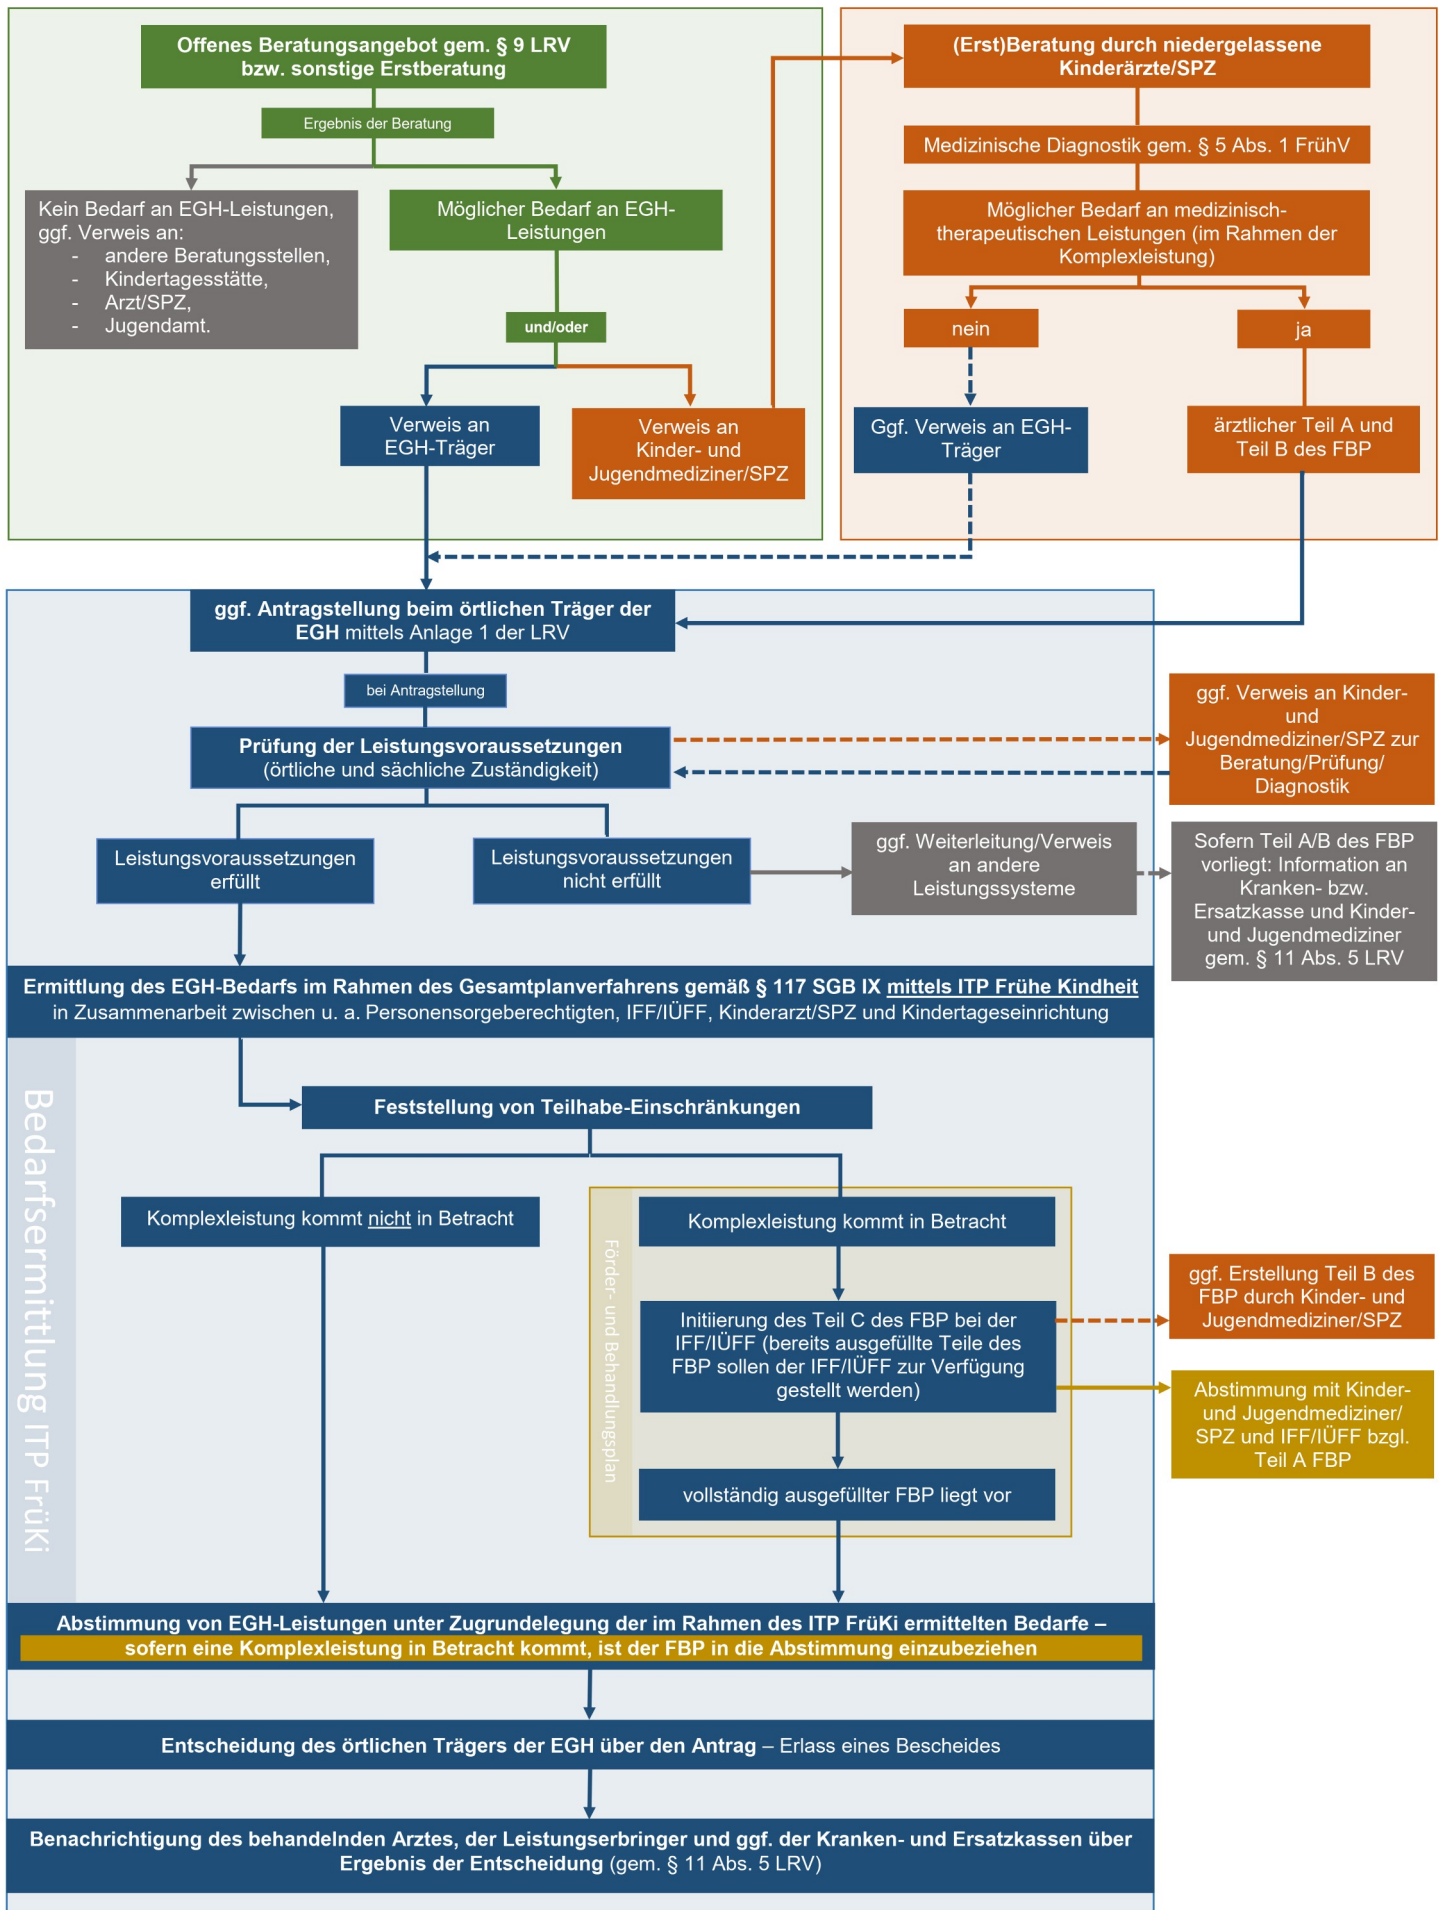 Offenes Beratungsangebot gem. § 9 LRV
bzw. sonstige Erstberatung
Ergebnis der Beratung
Kein Bedarf an EGH-Leistungen,
ggf. Verweis an:
- andere Beratungsstellen,
- Kindertagesstätte,
- Arzt/SPZ,
- Jugendamt.
Möglicher Bedarf an EGH-
Leistungen
und/oder
Verweis an
EGH-Träger
Verweis an
Kinder- und
Jugendmediziner/SPZ
(Erst)Beratung durch niedergelassene
Kinderärzte/SPZ
Medizinische Diagnostik gem. § 5 Abs. 1 FrühV
Möglicher Bedarf an medizinisch-
therapeutischen Leistungen (im Rahmen der
Komplexleistung)
nein
ja
Ggf. Verweis an EGH-
Träger
ärztlicher Teil A und
Teil B des FBP
ggf. Antragstellung beim örtlichen Träger der
EGH mittels Anlage 1 der LRV
bei Antragstellung
Prüfung der Leistungsvoraussetzungen
(örtliche und sächliche Zuständigkeit)
ggf. Verweis an Kinder-
und
Jugendmediziner/SPZ zur
Beratung/Prüfung/
Diagnostik
Leistungsvoraussetzungen
erfüllt
Leistungsvoraussetzungen
nicht erfüllt
ggf. Weiterleitung/Verweis
an andere
Leistungssysteme
Sofern Teil A/B des FBP
vorliegt: Information an
Kranken- bzw.
Ersatzkasse und Kinder-
und Jugendmediziner
gem. § 11 Abs. 5 LRV
Ermittlung des EGH-Bedarfs im Rahmen des Gesamtplanverfahrens gemäß § 117 SGB IX mittels ITP Frühe Kindheit
in Zusammenarbeit zwischen u. a. Personensorgeberechtigten, IFF/IÜFF, Kinderarzt/SPZ und Kindertageseinrichtung
Bedarfsermittlung ITP FrüKi
Feststellung von Teilhabe-Einschränkungen
Komplexleistung kommt nicht in Betracht
Förder- und Behandlungsplan
Komplexleistung kommt in Betracht
Initiierung des Teil C des FBP bei der
IFF/IÜFF (bereits ausgefüllte Teile des
FBP sollen der IFF/IÜFF zur Verfügung
gestellt werden)
vollständig ausgefüllter FBP liegt vor
ggf. Erstellung Teil B des
FBP durch Kinder- und
Jugendmediziner/SPZ
Abstimmung mit Kinder-
und Jugendmediziner/
SPZ und IFF/IÜFF bzgl.
Teil A FBP
Abstimmung von EGH-Leistungen unter Zugrundelegung der im Rahmen des ITP FrüKi ermittelten Bedarfe –
sofern eine Komplexleistung in Betracht kommt, ist der FBP in die Abstimmung einzubeziehen
Entscheidung des örtlichen Trägers der EGH über den Antrag – Erlass eines Bescheides
Benachrichtigung des behandelnden Arztes, der Leistungserbringer und ggf. der Kranken- und Ersatzkassen über
Ergebnis der Entscheidung (gem. § 11 Abs. 5 LRV)